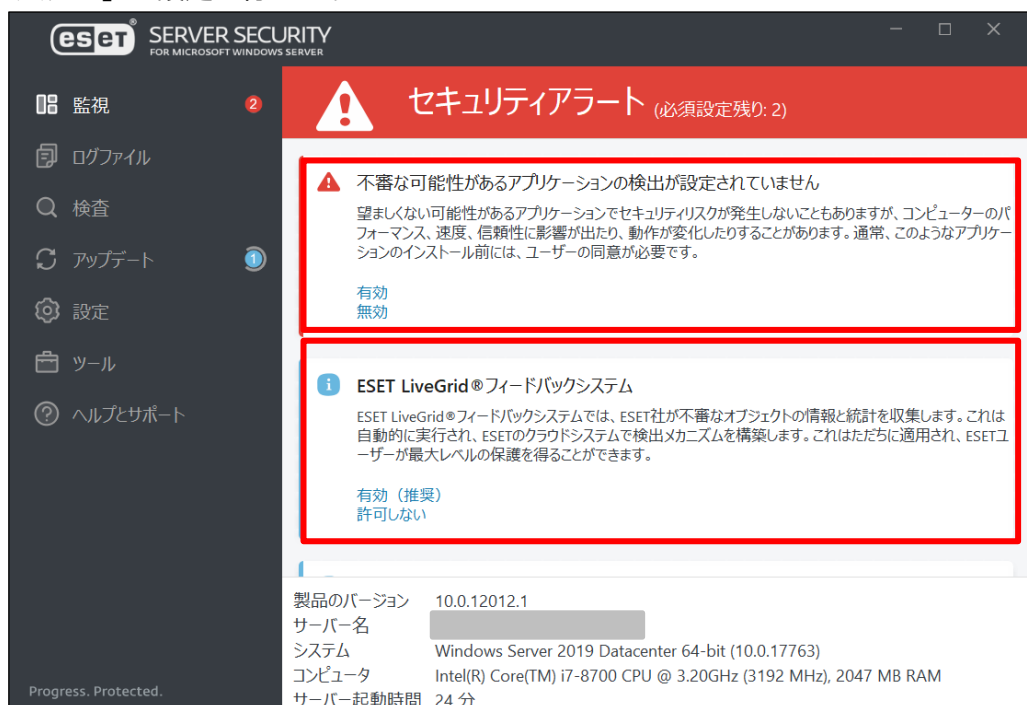 eset® SERVER SECURITY
FOR MICROSOFT WINDOWS SERVER
監視 2
ログファイル
検査
アップデート 1
設定
ツール
ヘルプとサポート
Progress. Protected.
セキュリティアラート (必須設定残り: 2)
不審な可能性があるアプリケーションの検出が設定されていません
望ましくない可能性があるアプリケーションでセキュリティリスクが発生しないこともありますが、コンピューターのパ
フォーマンス、速度、信頼性に影響が出たり、動作が変化したりすることがあります。通常、このようなアプリケー
ションのインストール前には、ユーザーの同意が必要です。
有効
無効
ESET LiveGrid®フィードバックシステム
ESET LiveGrid®フィードバックシステムでは、ESET社が不審なオブジェクトの情報と統計を収集します。これは
自動的に実行され、ESETのクラウドシステムで検出メカニズムを構築します。これはただちに適用され、ESETユ
ーザーが最大レベルの保護を得ることができます。
有効（推奨）
許可しない
製品のバージョン 10.0.12012.1
サーバー名
システム Windows Server 2019 Datacenter 64-bit (10.0.17763)
コンピュータ Intel(R) Core(TM) i7-8700 CPU @ 3.20GHz (3192 MHz), 2047 MB RAM
サーバー起動時間 24 分